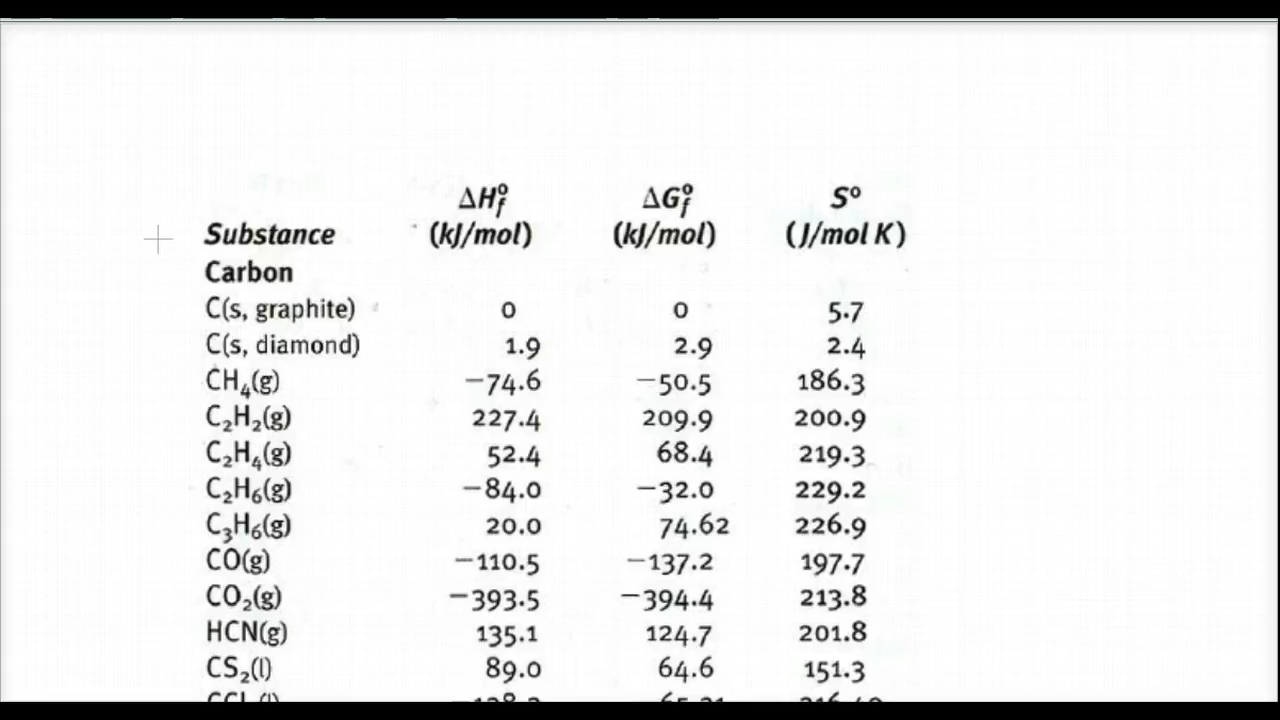 ΔH°f ΔG°f S°
Substance (kJ/mol) (kJ/mol) (J/mol K)
Carbon
C(s, graphite) 0 0 5.7
C(s, diamond) 1.9 2.9 2.4
CH₄(g) −74.6 −50.5 186.3
C₂H₂(g) 227.4 209.9 200.9
C₂H₄(g) 52.4 68.4 219.3
C₂H₆(g) −84.0 −32.0 229.2
C₃H₆(g) 20.0 74.62 226.9
CO(g) −110.5 −137.2 197.7
CO₂(g) −393.5 −394.4 213.8
HCN(g) 135.1 124.7 201.8
CS₂(l) 89.0 64.6 151.3